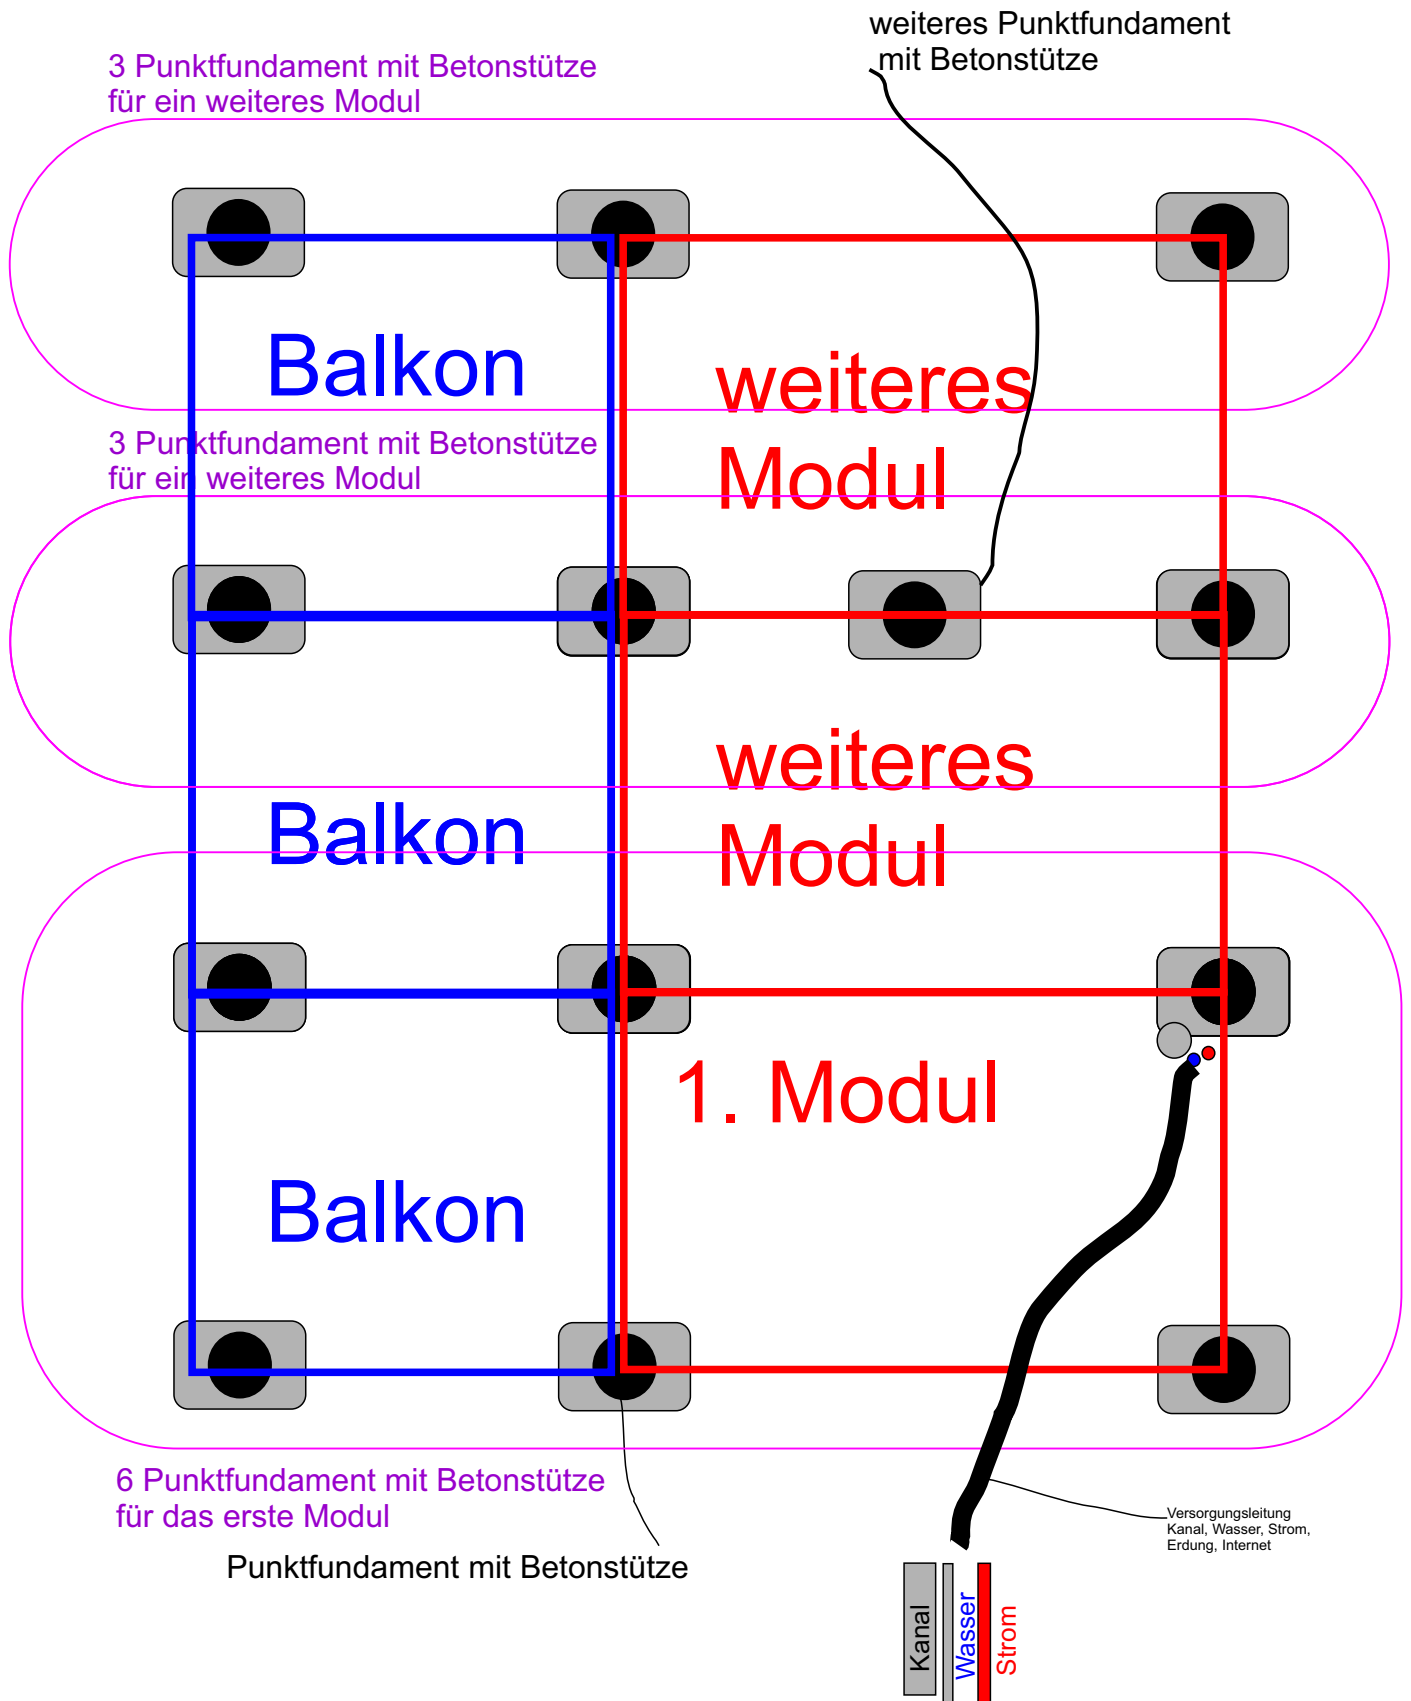 weiteres Punktfundament
mit Betonstütze
3 Punktfundament mit Betonstütze
für ein weiteres Modul
Balkon
weiteres
Modul
3 Punktfundament mit Betonstütze
für ein weiteres Modul
weiteres
Modul
Balkon
1. Modul
Balkon
6 Punktfundament mit Betonstütze
für das erste Modul
Punktfundament mit Betonstütze
Versorgungsleitung
Kanal, Wasser, Strom,
Erdung, Internet
Kanal
Wasser
Strom